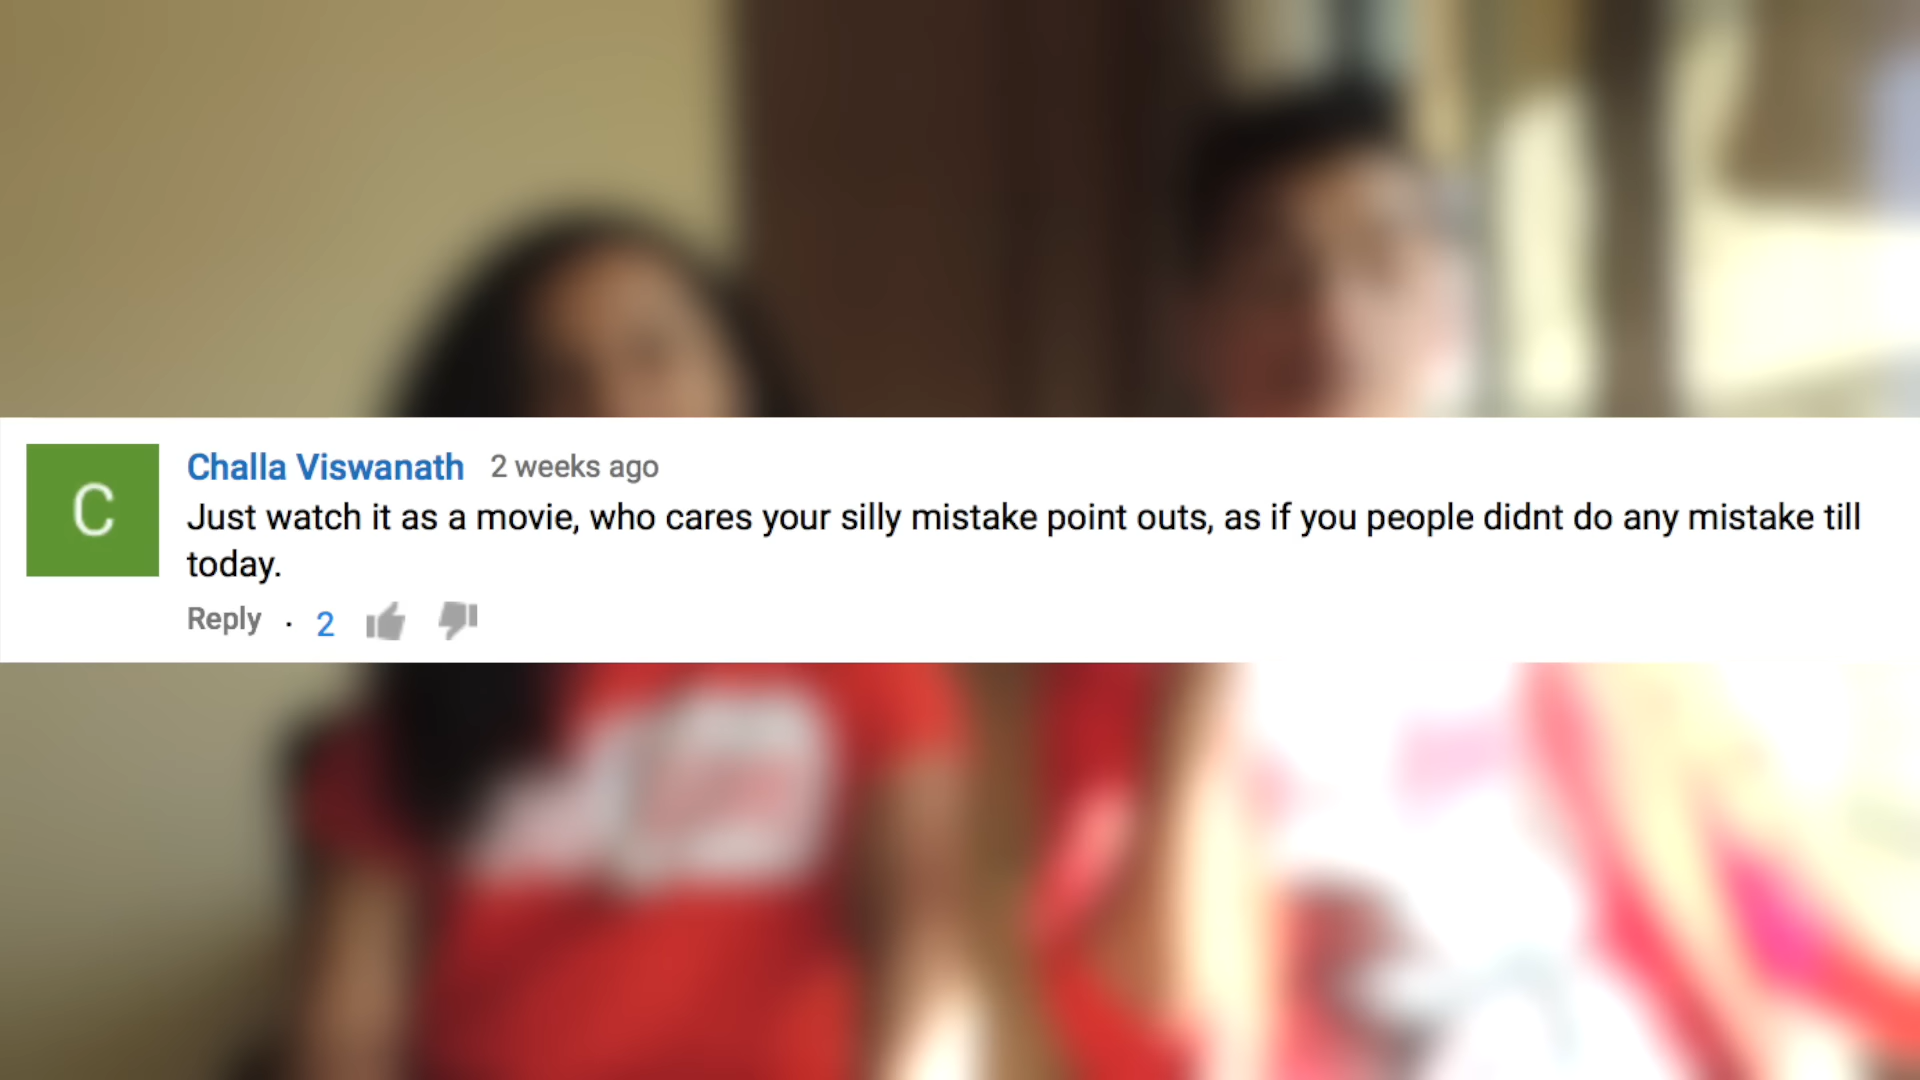 C
Challa Viswanath 2 weeks ago
Just watch it as a movie, who cares your silly mistake point outs, as if you people didnt do any mistake till
today.
Reply · 2